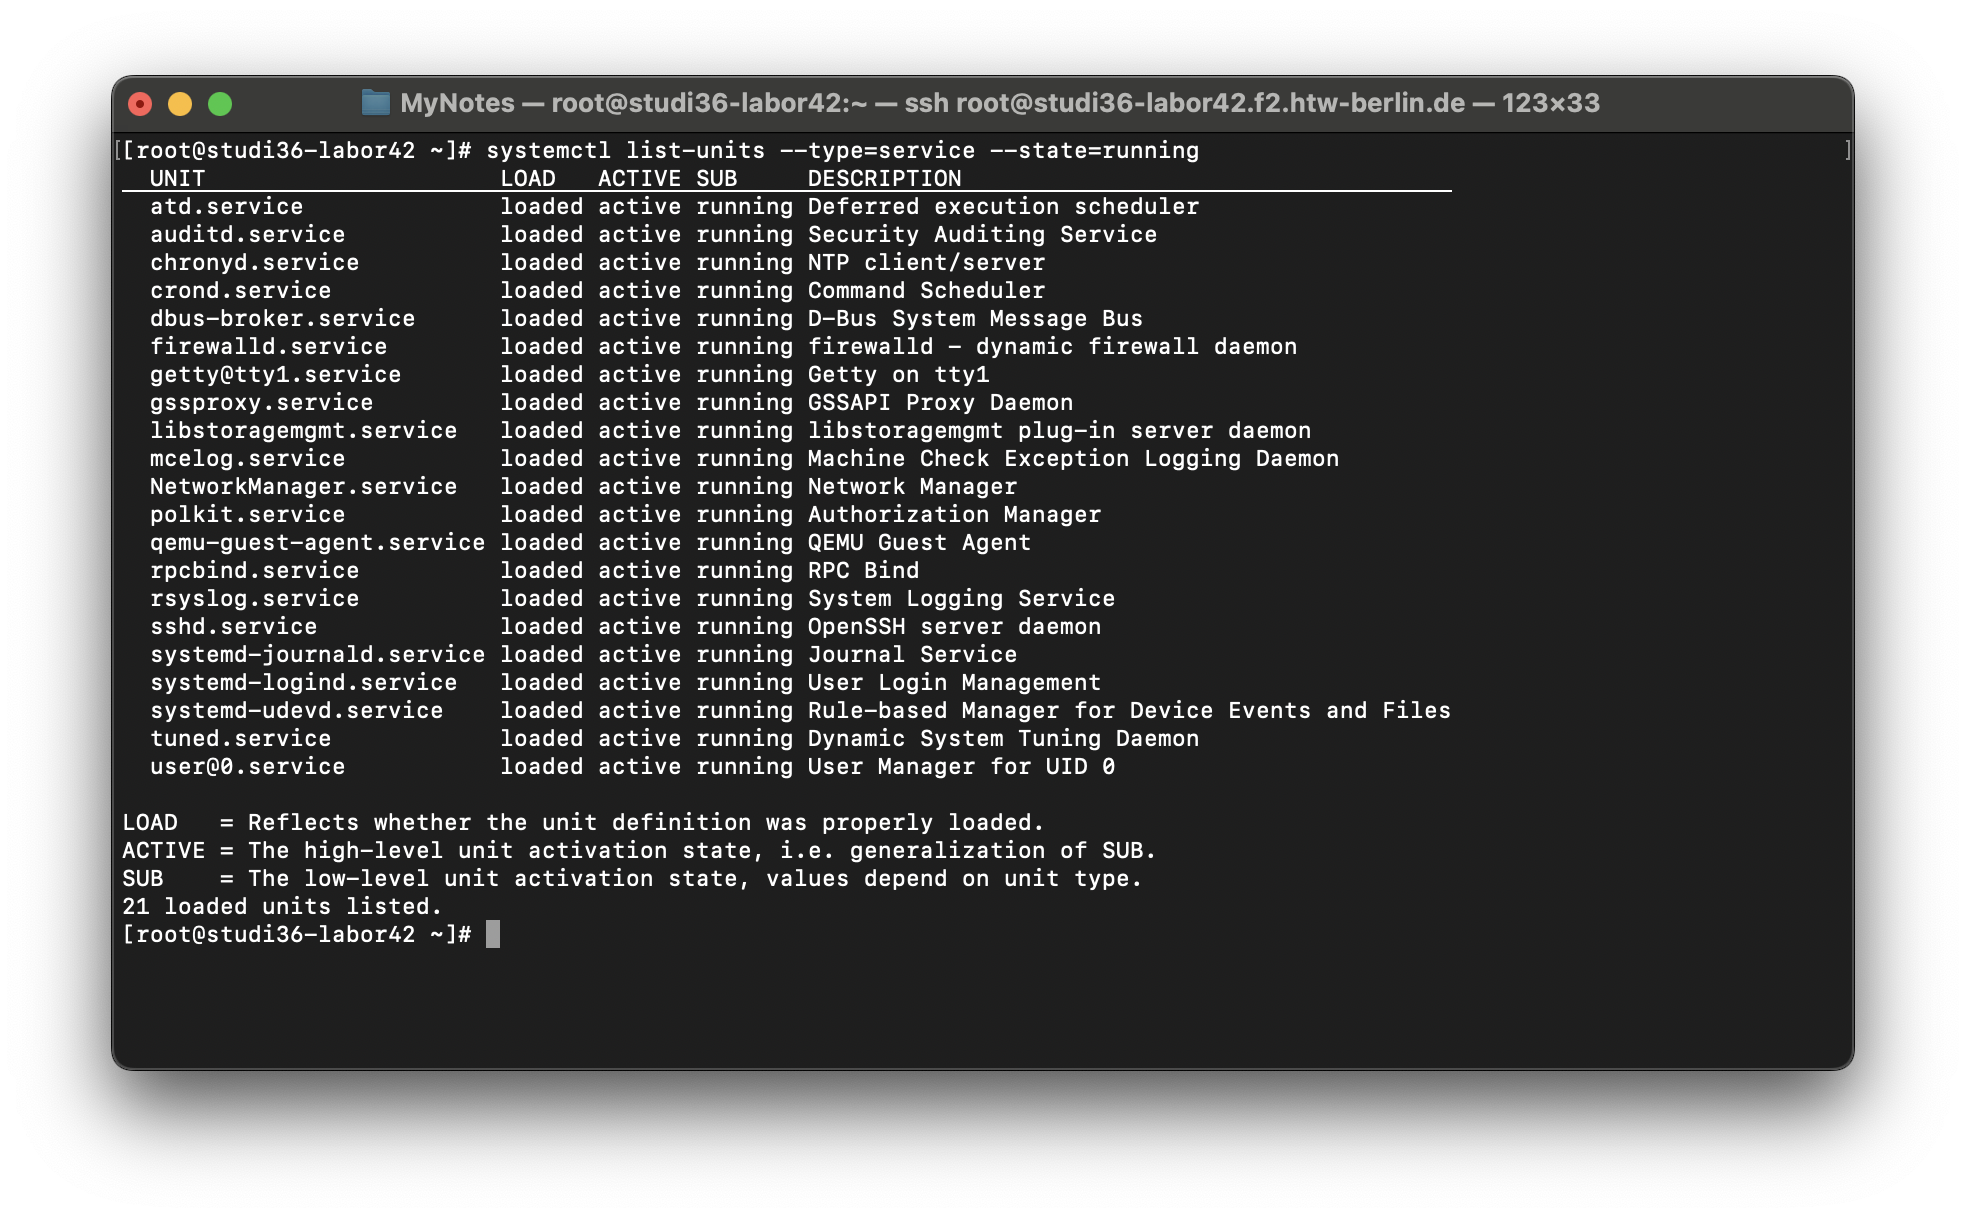 MyNotes — root@studi36-labor42:~ — ssh root@studi36-labor42.f2.htw-berlin.de — 123×33
[[root@studi36-labor42 ~]# systemctl list-units --type=service --state=running ]
  UNIT                     LOAD   ACTIVE SUB     DESCRIPTION
  atd.service              loaded active running Deferred execution scheduler
  auditd.service           loaded active running Security Auditing Service
  chronyd.service          loaded active running NTP client/server
  crond.service            loaded active running Command Scheduler
  dbus-broker.service      loaded active running D-Bus System Message Bus
  firewalld.service        loaded active running firewalld - dynamic firewall daemon
  getty@tty1.service       loaded active running Getty on tty1
  gssproxy.service         loaded active running GSSAPI Proxy Daemon
  libstoragemgmt.service   loaded active running libstoragemgmt plug-in server daemon
  mcelog.service           loaded active running Machine Check Exception Logging Daemon
  NetworkManager.service   loaded active running Network Manager
  polkit.service           loaded active running Authorization Manager
  qemu-guest-agent.service loaded active running QEMU Guest Agent
  rpcbind.service          loaded active running RPC Bind
  rsyslog.service          loaded active running System Logging Service
  sshd.service             loaded active running OpenSSH server daemon
  systemd-journald.service loaded active running Journal Service
  systemd-logind.service   loaded active running User Login Management
  systemd-udevd.service    loaded active running Rule-based Manager for Device Events and Files
  tuned.service            loaded active running Dynamic System Tuning Daemon
  user@0.service           loaded active running User Manager for UID 0

LOAD   = Reflects whether the unit definition was properly loaded.
ACTIVE = The high-level unit activation state, i.e. generalization of SUB.
SUB    = The low-level unit activation state, values depend on unit type.
21 loaded units listed.
[root@studi36-labor42 ~]#